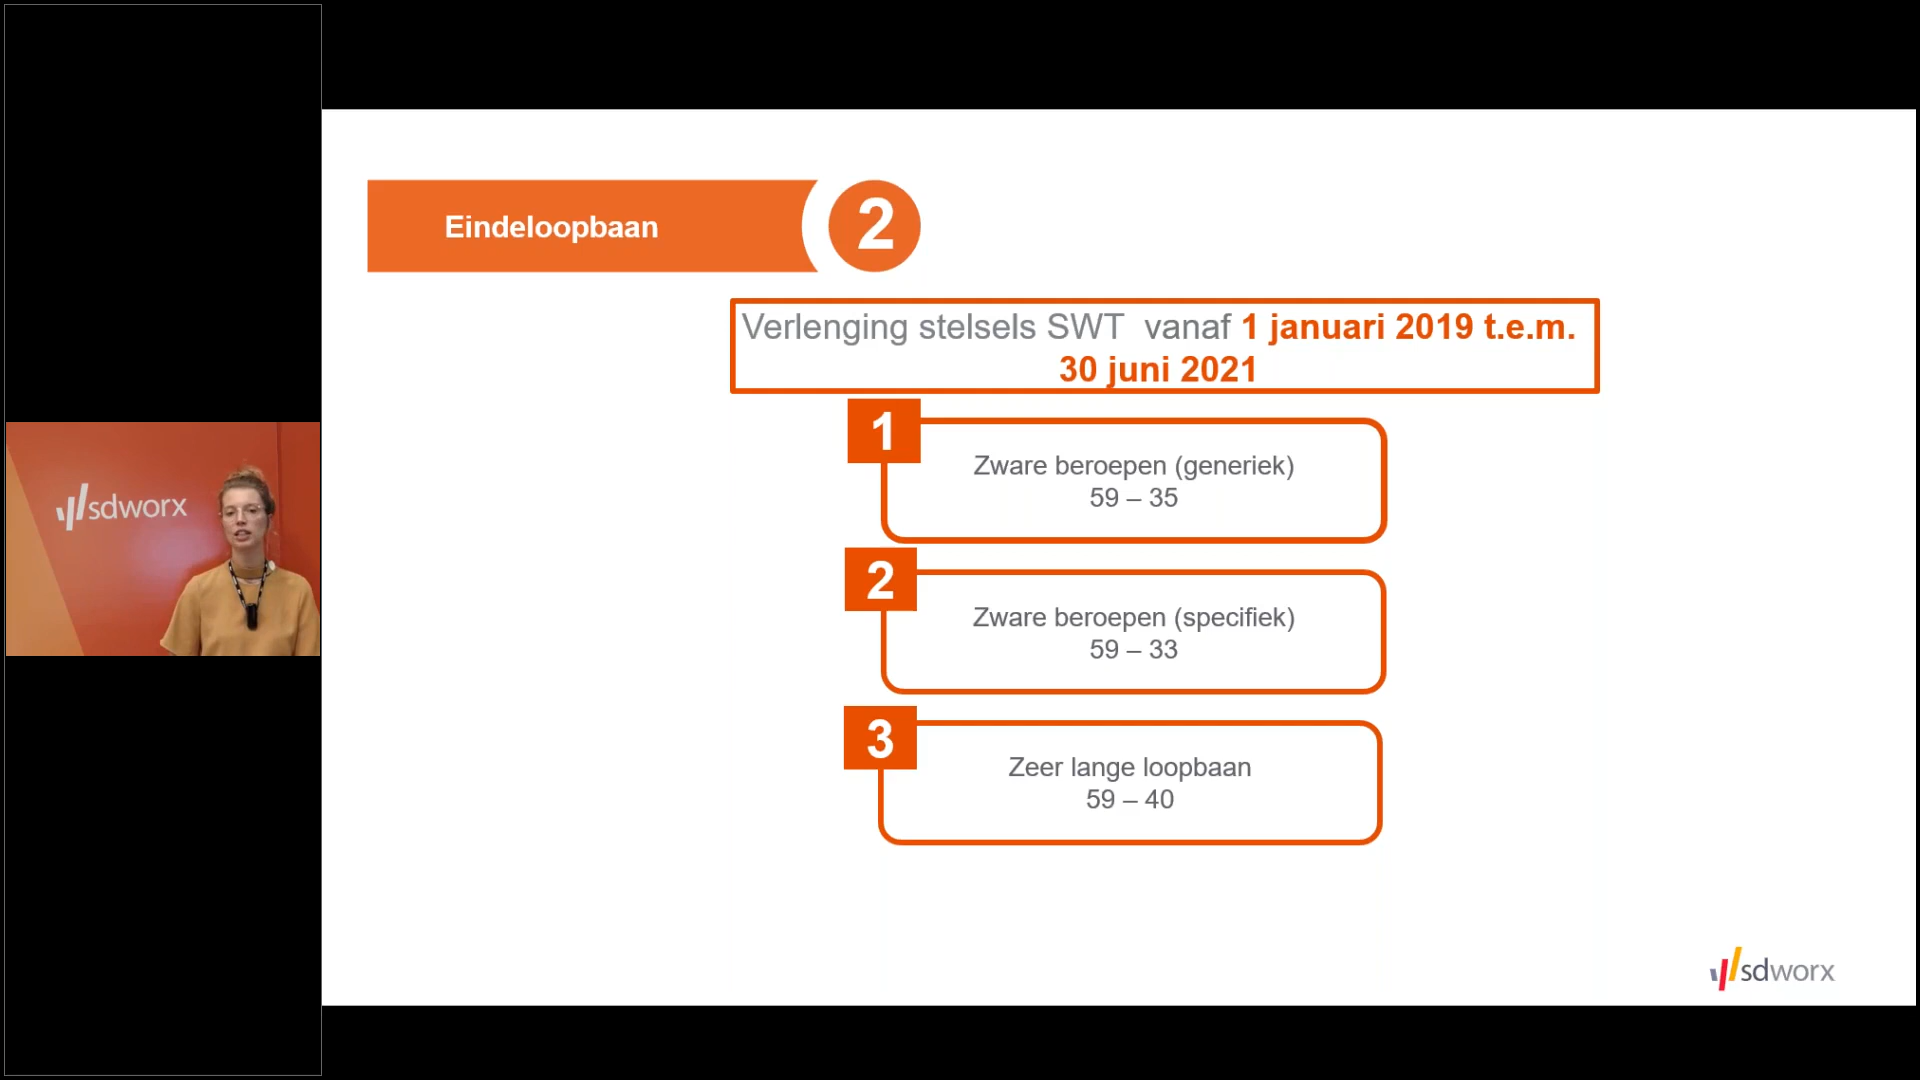 sdworx
Eindeloopbaan
2
Verlenging stelsels SWT vanaf 1 januari 2019 t.e.m.
30 juni 2021
1
Zware beroepen (generiek)
59 – 35
2
Zware beroepen (specifiek)
59 – 33
3
Zeer lange loopbaan
59 – 40
sdworx